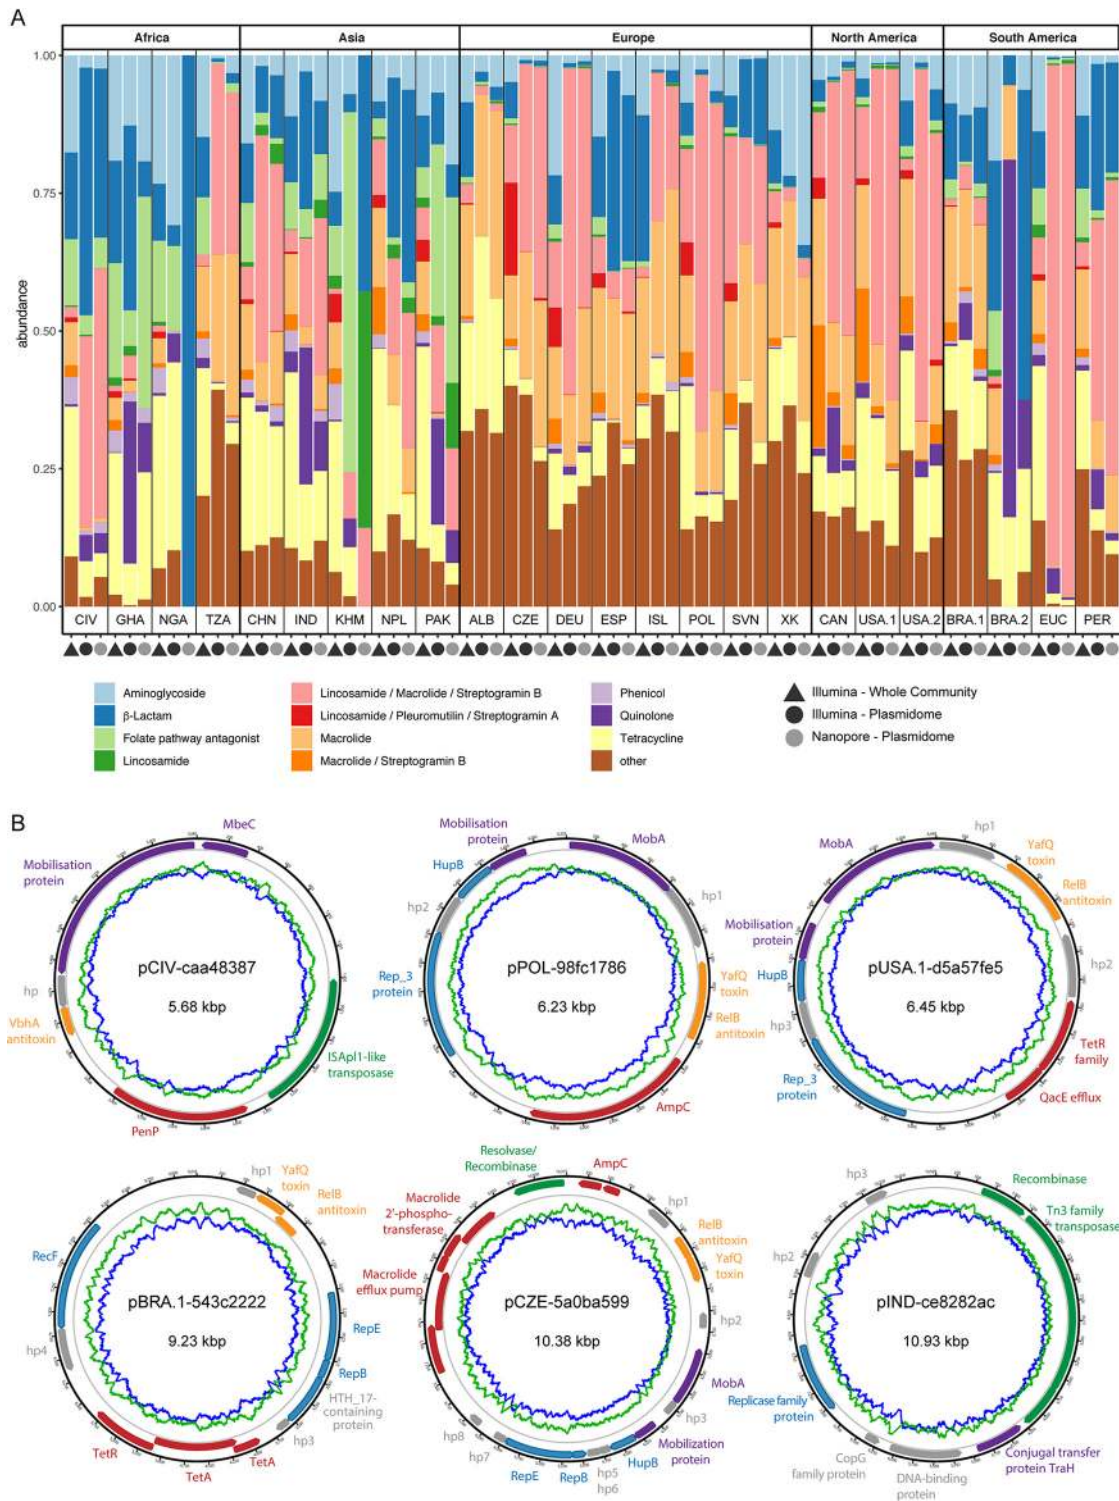 A
Africa
Asia
Europe
North America
South America
1.00
0.75
0.50
0.25
0.00
abundance
CIV
GHA
NGA
TZA
CHN
IND
KHM
NPL
PAK
ALB
CZE
DEU
ESP
ISL
POL
SVN
XK
CAN
USA.1
USA.2
BRA.1
BRA.2
EUC
PER
Aminoglycoside
β-Lactam
Folate pathway antagonist
Lincosamide
Lincosamide / Macrolide / Streptogramin B
Lincosamide / Pleuromutilin / Streptogramin A
Macrolide
Macrolide / Streptogramin B
Phenicol
Quinolone
Tetracycline
other
Illumina - Whole Community
Illumina - Plasmidome
Nanopore - Plasmidome
B
MbeC
Mobilisation
protein
hp
VbhA
antitoxin
PenP
ISApl1-like
transposase
pCIV-caa48387
5.68 kbp
Mobilisation
protein
MobA
HupB
hp2
hp1
Rep_3
protein
YafQ
toxin
RelB
antitoxin
AmpC
pPOL-98fc1786
6.23 kbp
MobA
hp1
YafQ
toxin
RelB
antitoxin
Mobilisation
protein
HupB
hp3
hp2
Rep_3
protein
TetR
family
QacE efflux
pUSA.1-d5a57fe5
6.45 kbp
hp1
YafQ
toxin
RelB
antitoxin
RecF
hp4
RepE
RepB
HTH_17-
containing
protein
hp3
TetR
TetA
TetA
pBRA.1-543c2222
9.23 kbp
Resolvase/
Recombinase
AmpC
Macrolide
2'-phospho-
transferase
hp1
RelB
antitoxin
YafQ
toxin
Macrolide
efflux pump
hp2
MobA
hp3
Mobilization
protein
HupB
hp5
hp6
RepB
RepE
hp7
hp8
pCZE-5a0ba599
10.38 kbp
hp3
Recombinase
Tn3 family
transposase
hp2
Replicase family
protein
CopG
family protein
DNA-binding
protein
Conjugal transfer
protein TraH
pIND-ce8282ac
10.93 kbp